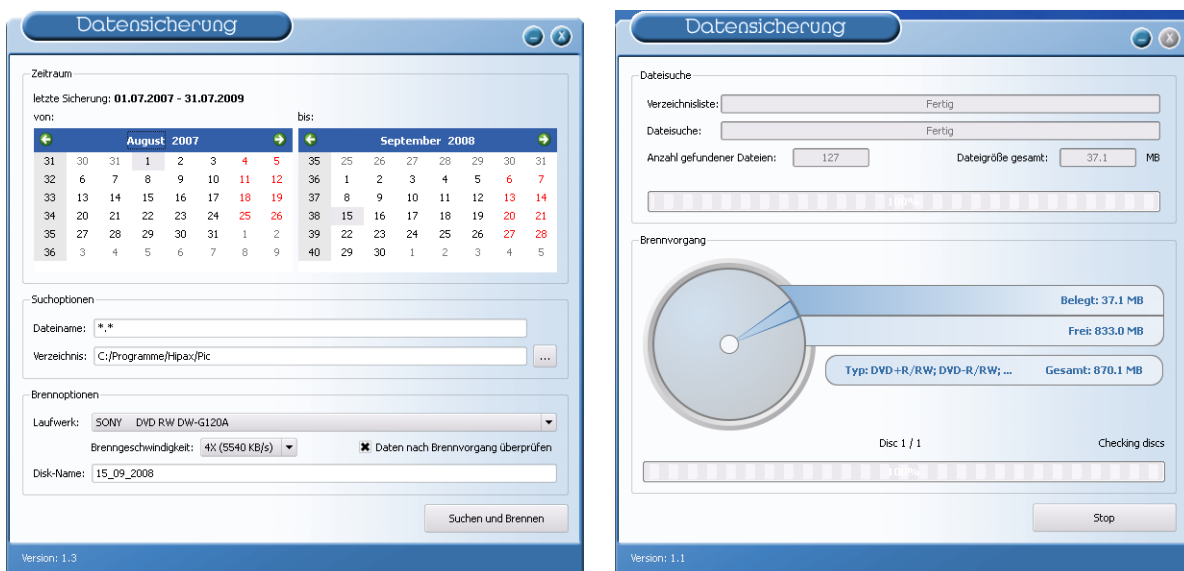 Datensicherung
Zeitraum
letzte Sicherung: 01.07.2007 - 31.07.2009
von:
August 2007
31 30 31 1 2 3 4 5
32 6 7 8 9 10 11 12
33 13 14 15 16 17 18 19
34 20 21 22 23 24 25 26
35 27 28 29 30 31 1 2
36 3 4 5 6 7 8 9
bis:
September 2008
35 25 26 27 28 29 30 31
36 1 2 3 4 5 6 7
37 8 9 10 11 12 13 14
38 15 16 17 18 19 20 21
39 22 23 24 25 26 27 28
40 29 30 1 2 3 4 5
Suchoptionen
Dateiname: *.*
Verzeichnis: C:/Programme/Hipax/Pic ...
Brennoptionen
Laufwerk: SONY DVD RW DW-G120A
Brenngeschwindigkeit: 4X (5540 KB/s) Daten nach Brennvorgang überprüfen
Disk-Name: 15_09_2008
Suchen und Brennen
Version: 1.3
Datensicherung
Dateisuche
Verzeichnisliste: Fertig
Dateisuche: Fertig
Anzahl gefundener Dateien: 127 Dateigröße gesamt: 37.1 MB
100%
Brennvorgang
Belegt: 37.1 MB
Frei: 833.0 MB
Typ: DVD+R/RW; DVD-R/RW; ... Gesamt: 870.1 MB
Disc 1 / 1 Checking discs
100%
Stop
Version: 1.1